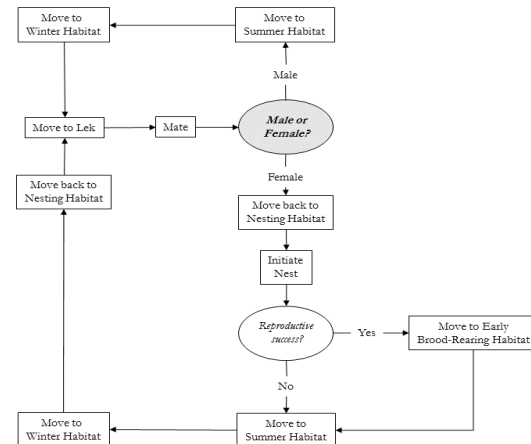 Move to
Winter Habitat
Move to
Summer Habitat
Male
Move to Lek
Mate
Male or
Female?
Female
Move back to
Nesting Habitat
Move back to
Nesting Habitat
Initiate
Nest
Reproductive
success?
Yes
Move to Early
Brood-Rearing Habitat
No
Move to
Winter Habitat
Move to
Summer Habitat